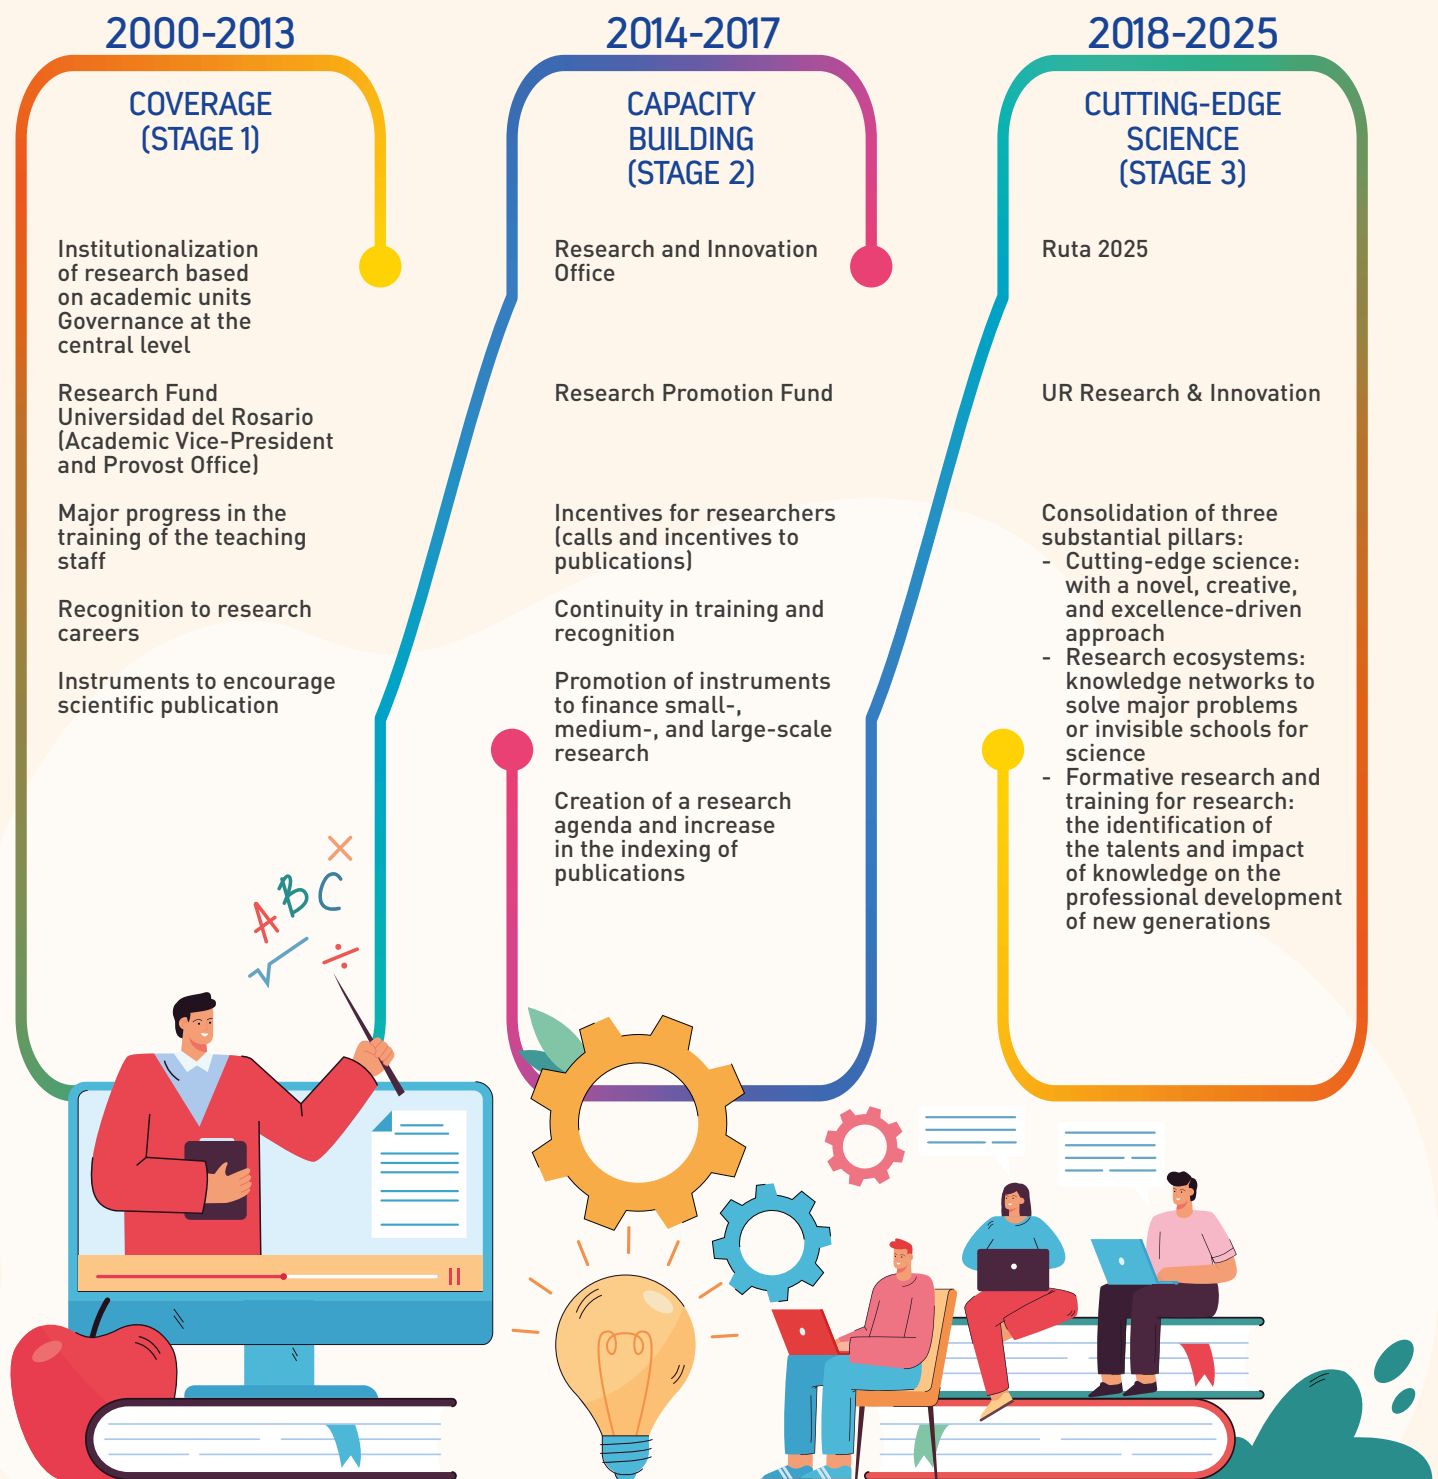 2000-2013
COVERAGE
(STAGE 1)
Institutionalization
of research based
on academic units
Governance at the
central level
Research Fund
Universidad del Rosario
(Academic Vice-President
and Provost Office)
Major progress in the
training of the teaching
staff
Recognition to research
careers
Instruments to encourage
scientific publication
2014-2017
CAPACITY
BUILDING
(STAGE 2)
Research and Innovation
Office
Research Promotion Fund
Incentives for researchers
(calls and incentives to
publications)
Continuity in training and
recognition
Promotion of instruments
to finance small-,
medium-, and large-scale
research
Creation of a research
agenda and increase
in the indexing of
publications
2018-2025
CUTTING-EDGE
SCIENCE
(STAGE 3)
Ruta 2025
UR Research & Innovation
Consolidation of three
substantial pillars:
- Cutting-edge science:
with a novel, creative,
and excellence-driven
approach
- Research ecosystems:
knowledge networks to
solve major problems
or invisible schools for
science
- Formative research and
training for research:
the identification of
the talents and impact
of knowledge on the
professional development
of new generations
×
A B C
√ ÷